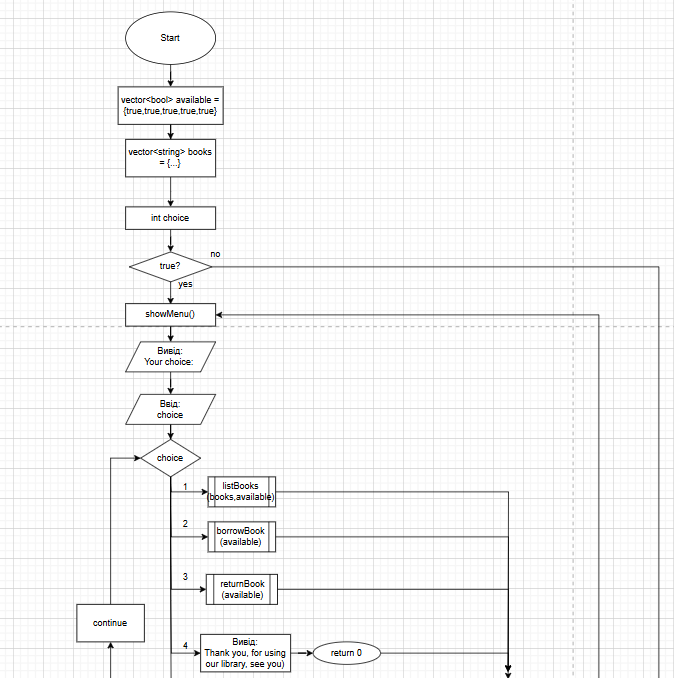 Start
vector<bool> available =
{true,true,true,true,true}
vector<string> books
= {...}
int choice
true?
no
yes
showMenu()
Вивід:
Your choice:
Ввід:
choice
choice
1
listBooks
(books,available)
2
borrowBook
(available)
3
returnBook
(available)
continue
4
Вивід:
Thank you, for using
our library, see you)
return 0